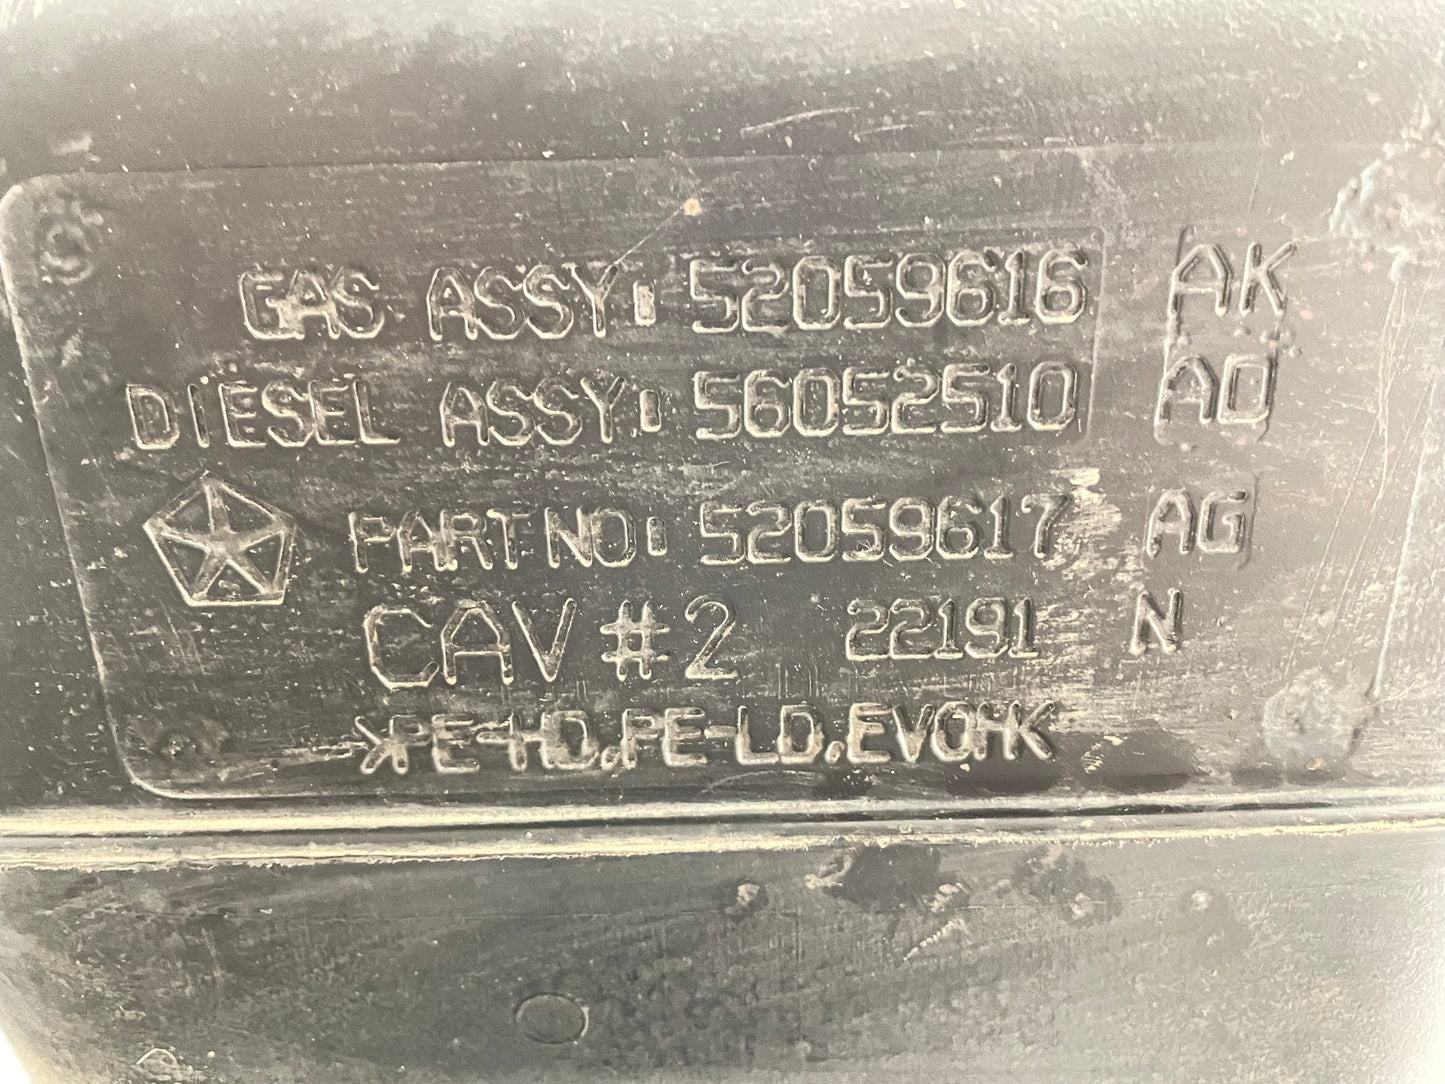 GAS ASSY: 52059616 AK
DIESEL ASSY: 56052510 AD
PART NO: 52059617 AG
CAV #2 22191 N
>PE-HD,PE-LD,EVOH<